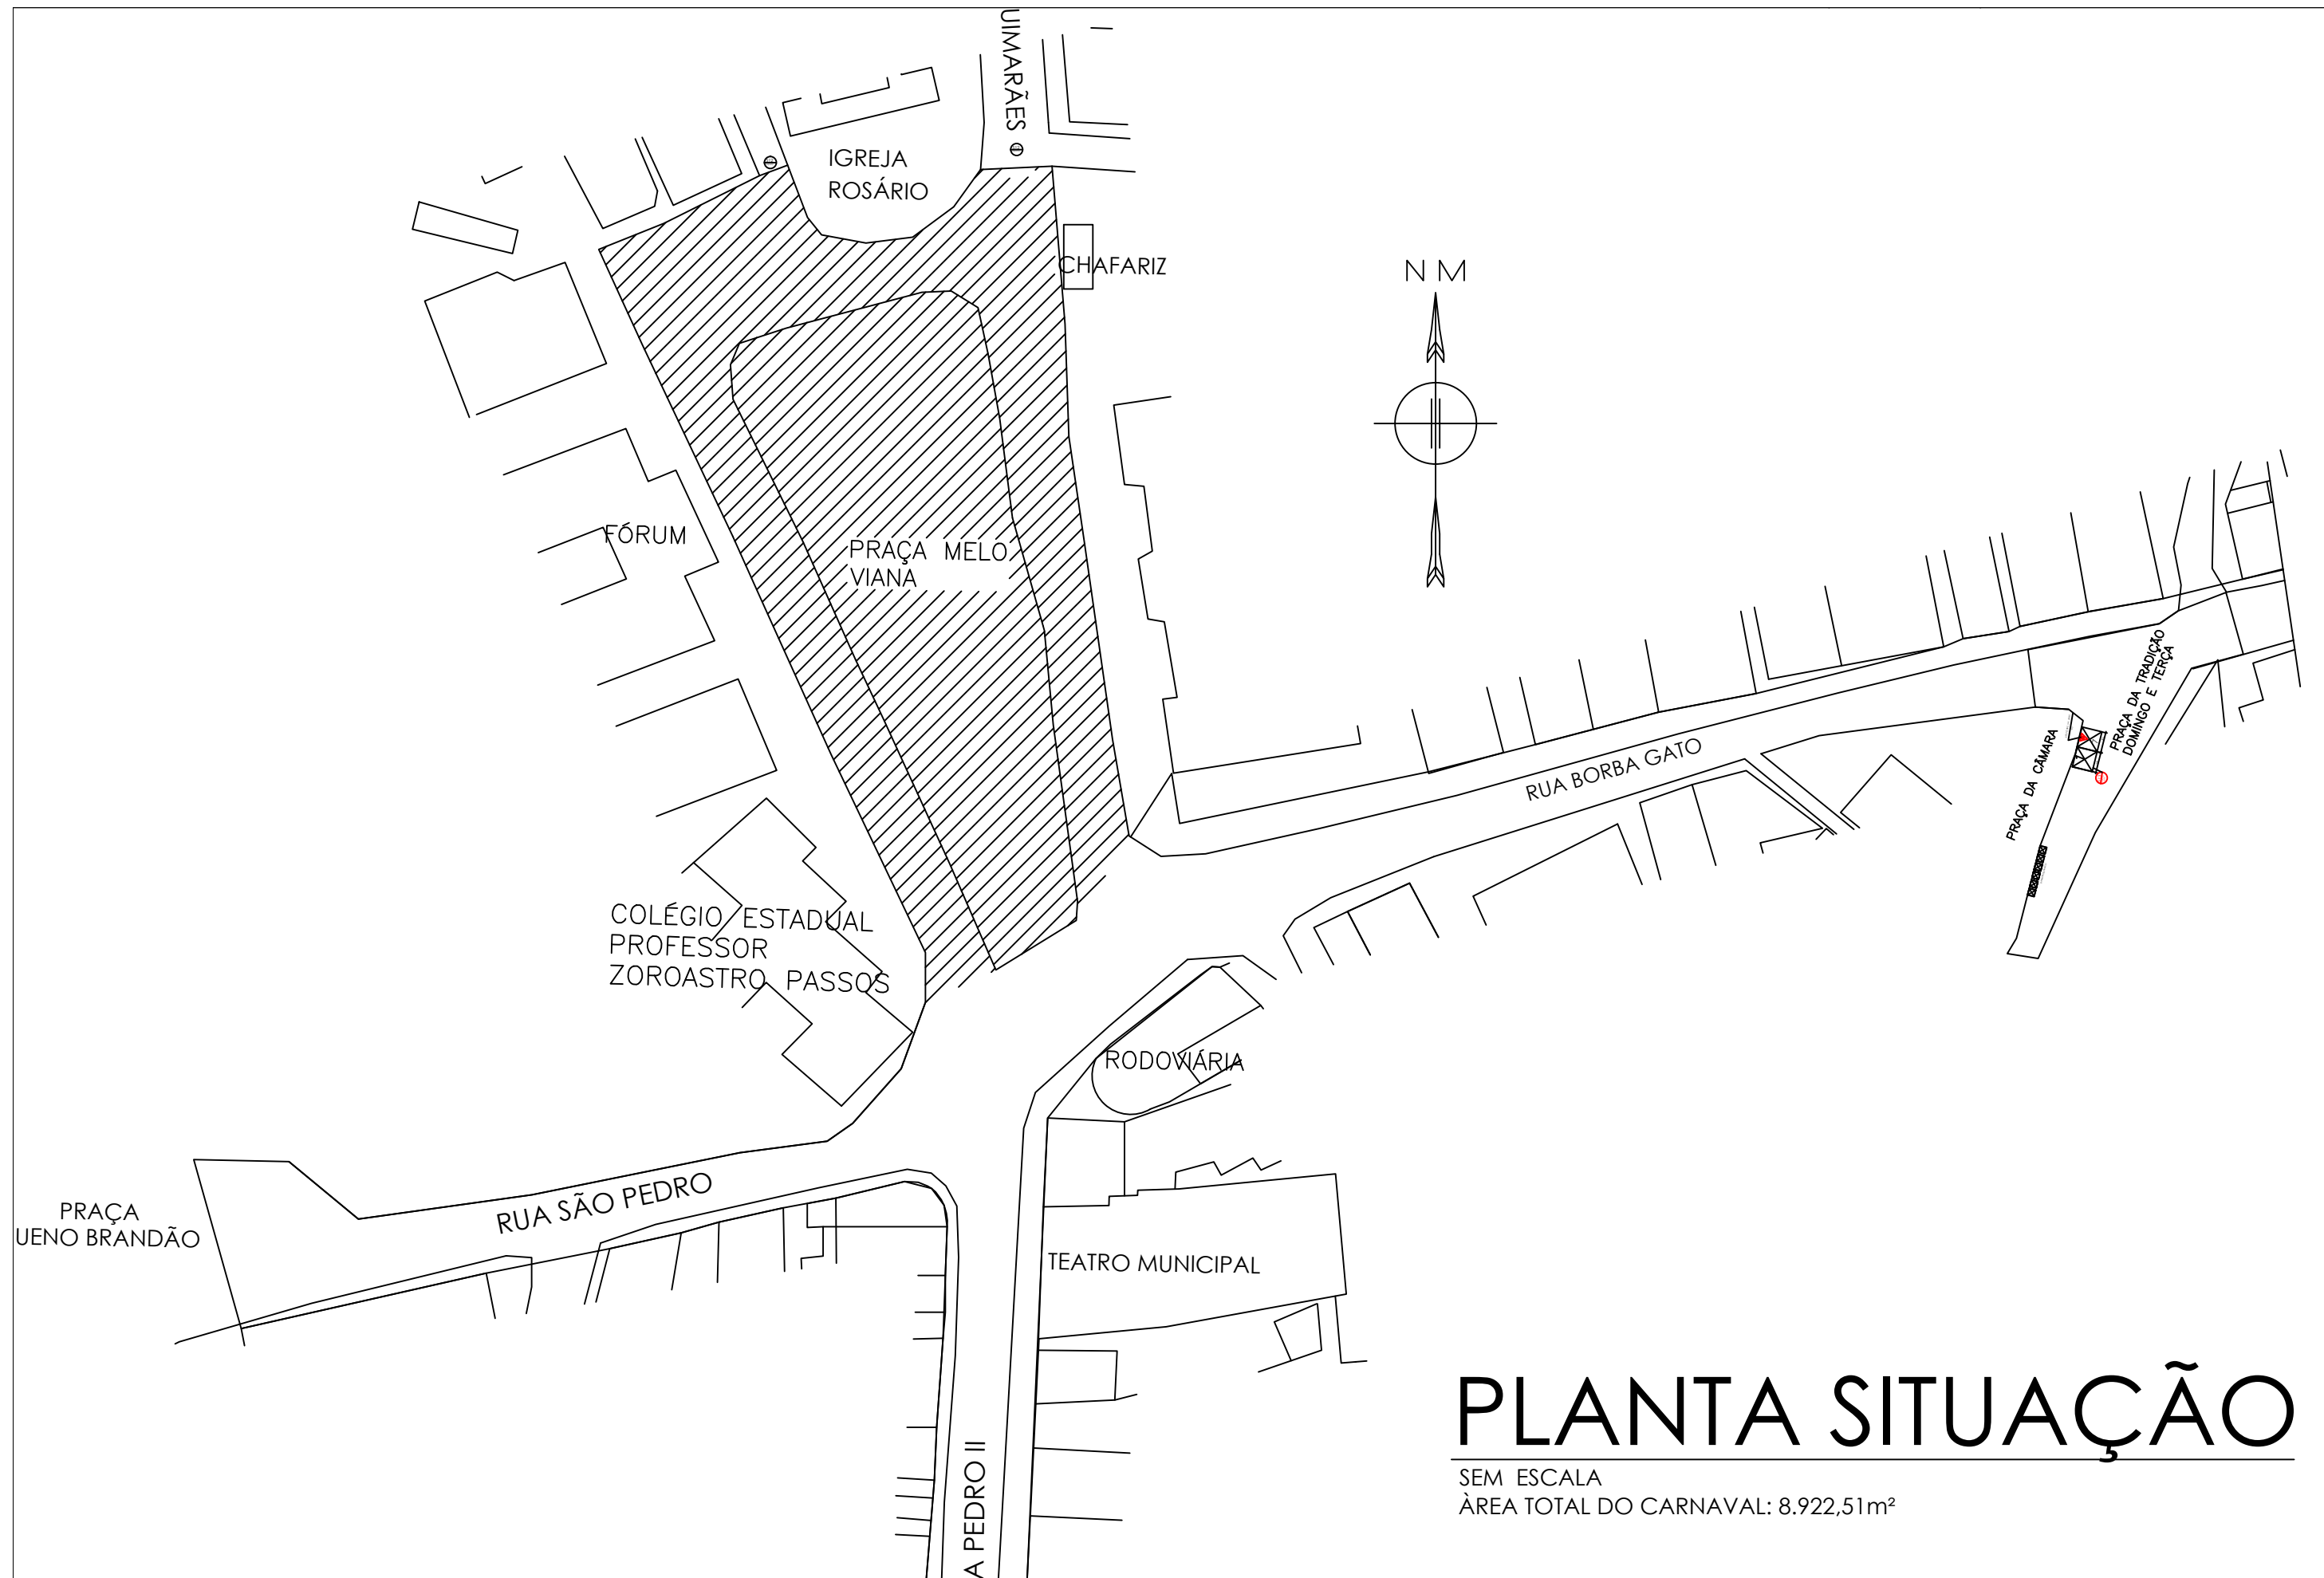 UIMARÃES
IGREJA
ROSÁRIO
CHAFARIZ
N M
FÓRUM
PRAÇA MELO
VIANA
PRAÇA DA TRADIÇÃO
DOMINGO E TERÇA
PRAÇA DA CÂMARA
RUA BORBA GATO
COLÉGIO ESTADUAL
PROFESSOR
ZOROASTRO PASSOS
RODOVIÁRIA
RUA SÃO PEDRO
PRAÇA
UENO BRANDÃO
TEATRO MUNICIPAL
A PEDRO II
PLANTA SITUAÇÃO
SEM ESCALA
ÀREA TOTAL DO CARNAVAL: 8.922,51m²